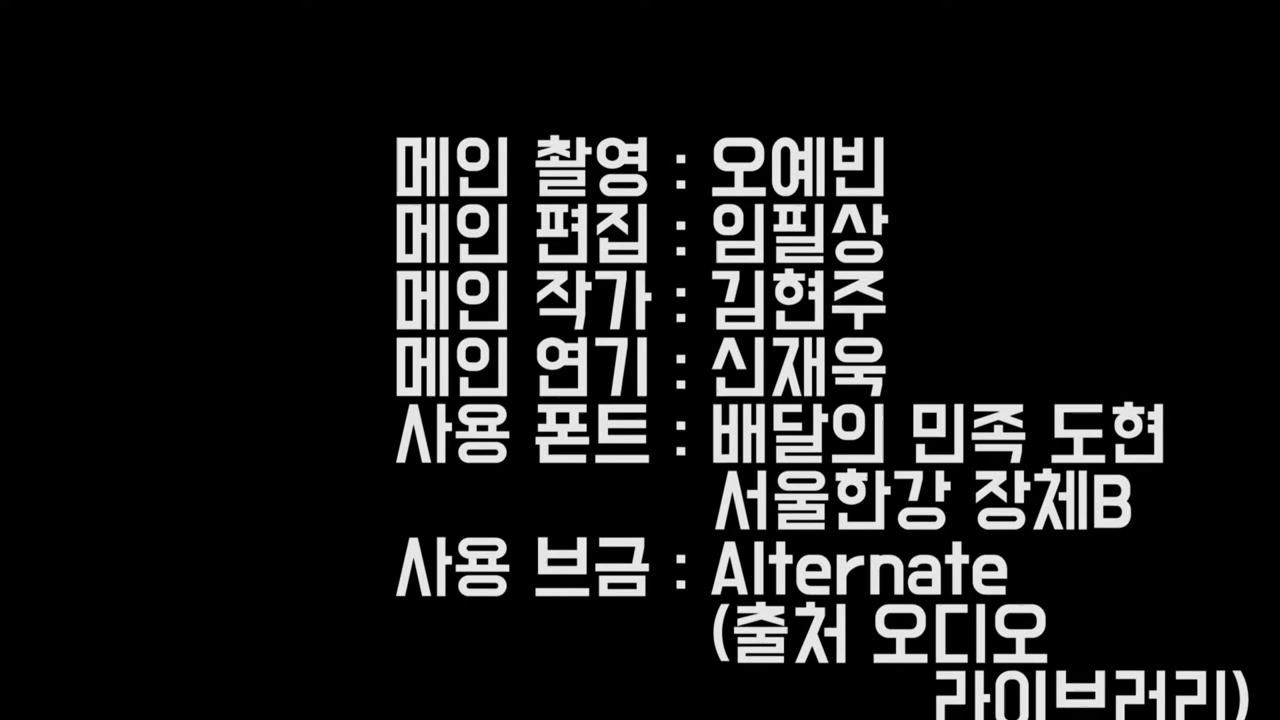 메인 촬영 : 오예빈
메인 편집 : 임필상
메인 작가 : 김현주
메인 연기 : 신재욱
사용 폰트 : 배달의 민족 도현
서울한강 장체B
사용 브금 : Alternate
(출처 오디오
라이브러리)